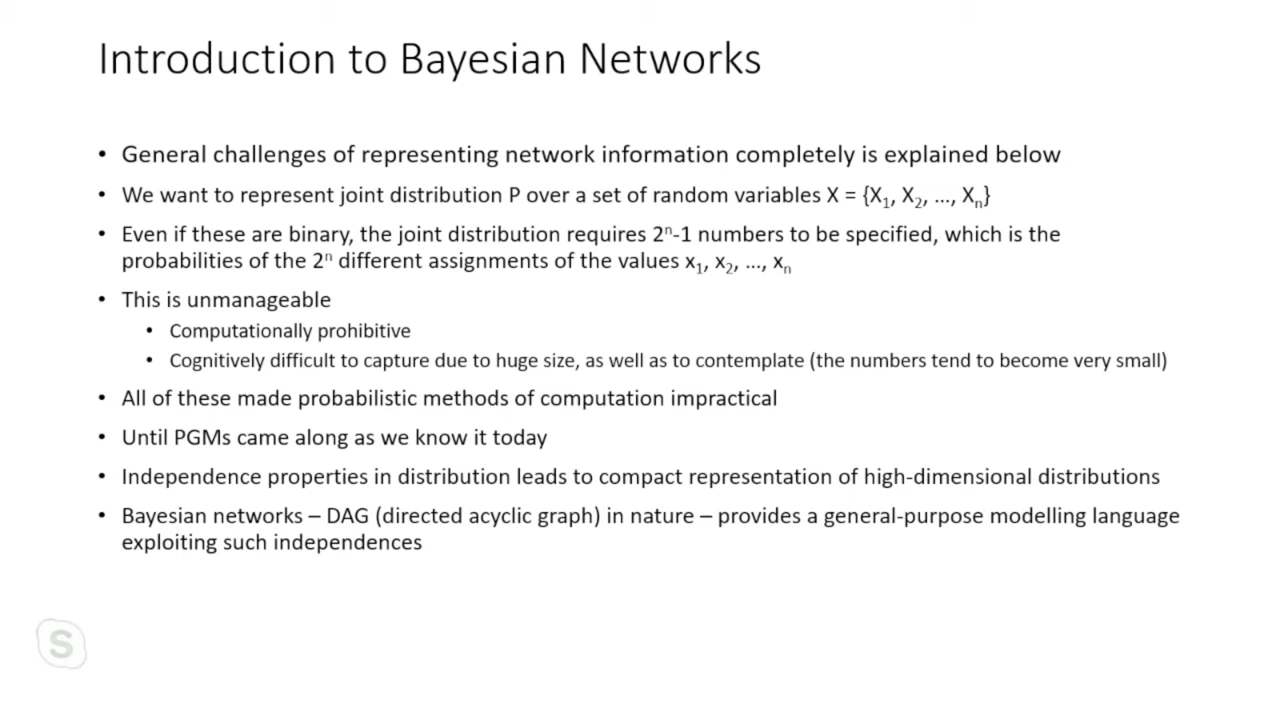 Introduction to Bayesian Networks
• General challenges of representing network information completely is explained below
• We want to represent joint distribution P over a set of random variables X = {X₁, X₂, ..., Xₙ}
• Even if these are binary, the joint distribution requires 2ⁿ-1 numbers to be specified, which is the
probabilities of the 2ⁿ different assignments of the values x₁, x₂, ..., xₙ
• This is unmanageable
• Computationally prohibitive
• Cognitively difficult to capture due to huge size, as well as to contemplate (the numbers tend to become very small)
• All of these made probabilistic methods of computation impractical
• Until PGMs came along as we know it today
• Independence properties in distribution leads to compact representation of high-dimensional distributions
• Bayesian networks – DAG (directed acyclic graph) in nature – provides a general-purpose modelling language
exploiting such independences
S